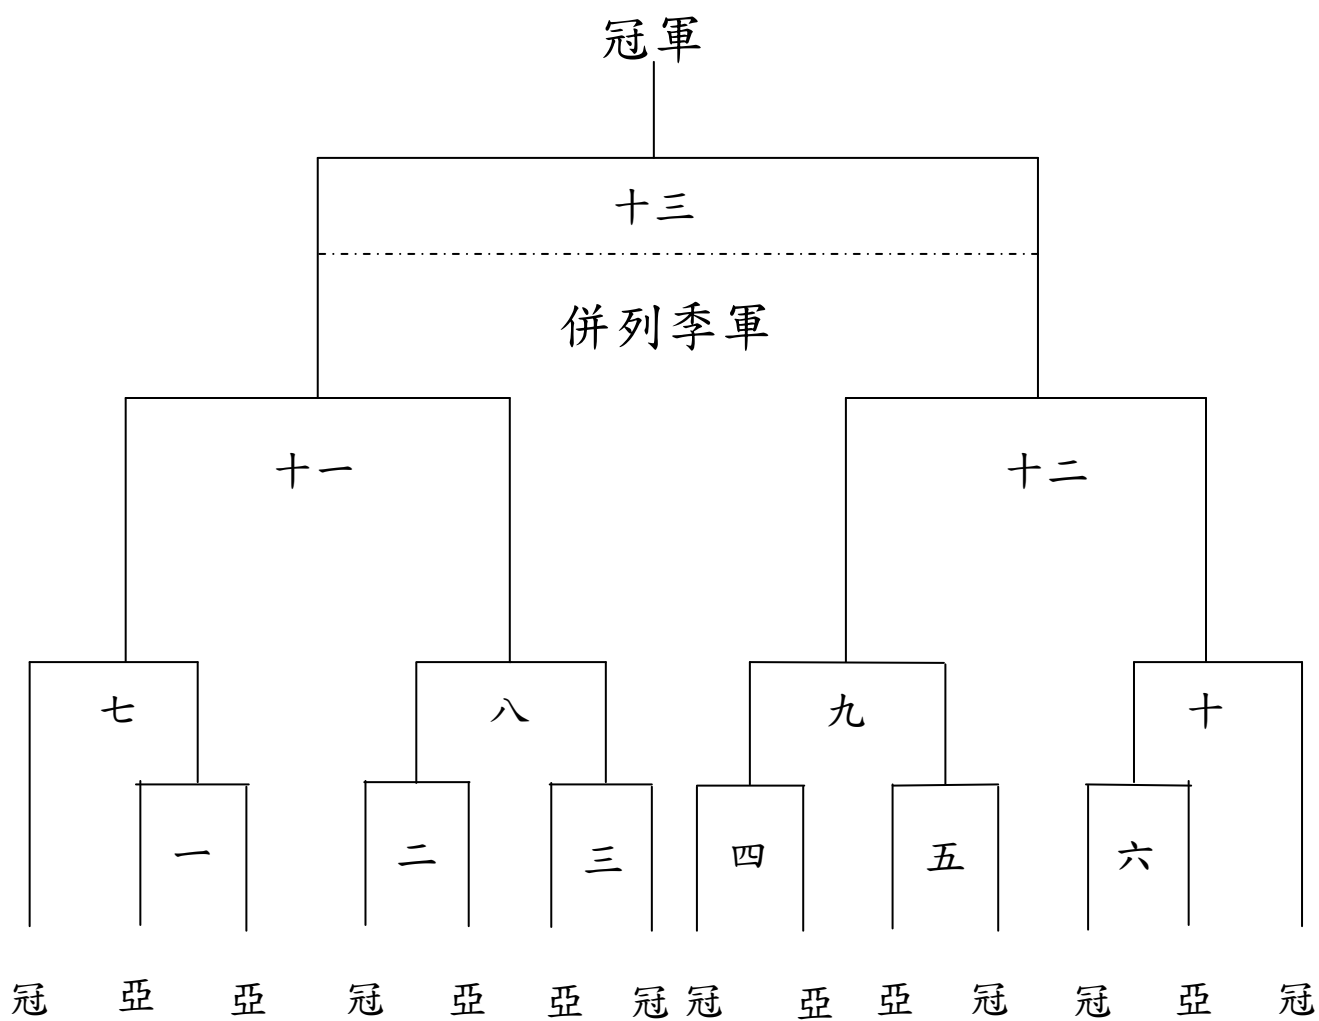 冠軍
十三
併列季軍
十一 十二
七 八 九 十
一 二 三 四 五 六
冠 亞 亞 冠 亞 亞 冠 冠 亞 亞 冠 冠 亞 冠